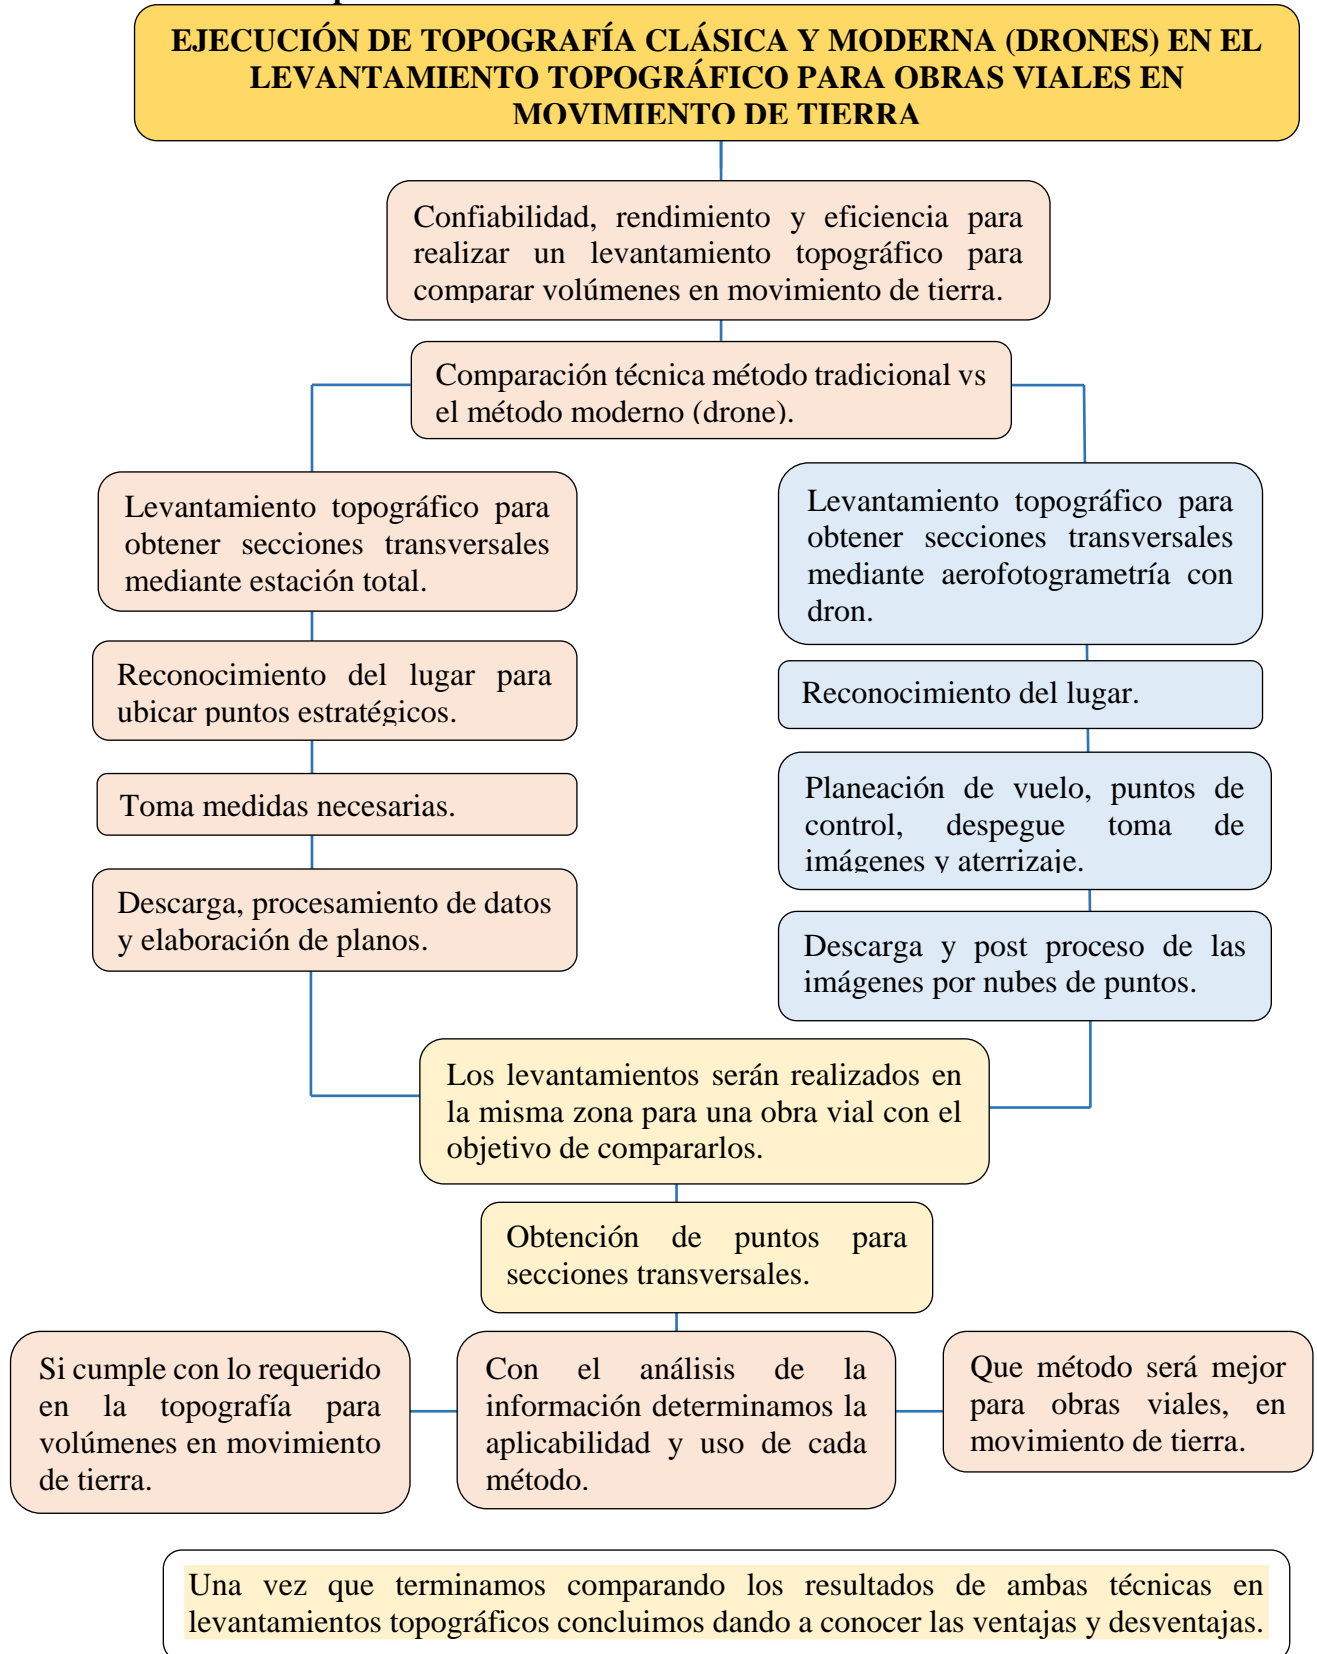 EJECUCIÓN DE TOPOGRAFÍA CLÁSICA Y MODERNA (DRONES) EN EL
LEVANTAMIENTO TOPOGRÁFICO PARA OBRAS VIALES EN
MOVIMIENTO DE TIERRA
Confiabilidad, rendimiento y eficiencia para
realizar un levantamiento topográfico para
comparar volúmenes en movimiento de tierra.
Comparación técnica método tradicional vs
el método moderno (drone).
Levantamiento topográfico para
obtener secciones transversales
mediante estación total.
Reconocimiento del lugar para
ubicar puntos estratégicos.
Toma medidas necesarias.
Descarga, procesamiento de datos
y elaboración de planos.
Levantamiento topográfico para
obtener secciones transversales
mediante aerofotogrametría con
dron.
Reconocimiento del lugar.
Planeación de vuelo, puntos de
control, despegue toma de
imágenes y aterrizaje.
Descarga y post proceso de las
imágenes por nubes de puntos.
Los levantamientos serán realizados en
la misma zona para una obra vial con el
objetivo de compararlos.
Obtención de puntos para
secciones transversales.
Si cumple con lo requerido
en la topografía para
volúmenes en movimiento
de tierra.
Con el análisis de la
información determinamos la
aplicabilidad y uso de cada
método.
Que método será mejor
para obras viales, en
movimiento de tierra.
Una vez que terminamos comparando los resultados de ambas técnicas en
levantamientos topográficos concluimos dando a conocer las ventajas y desventajas.